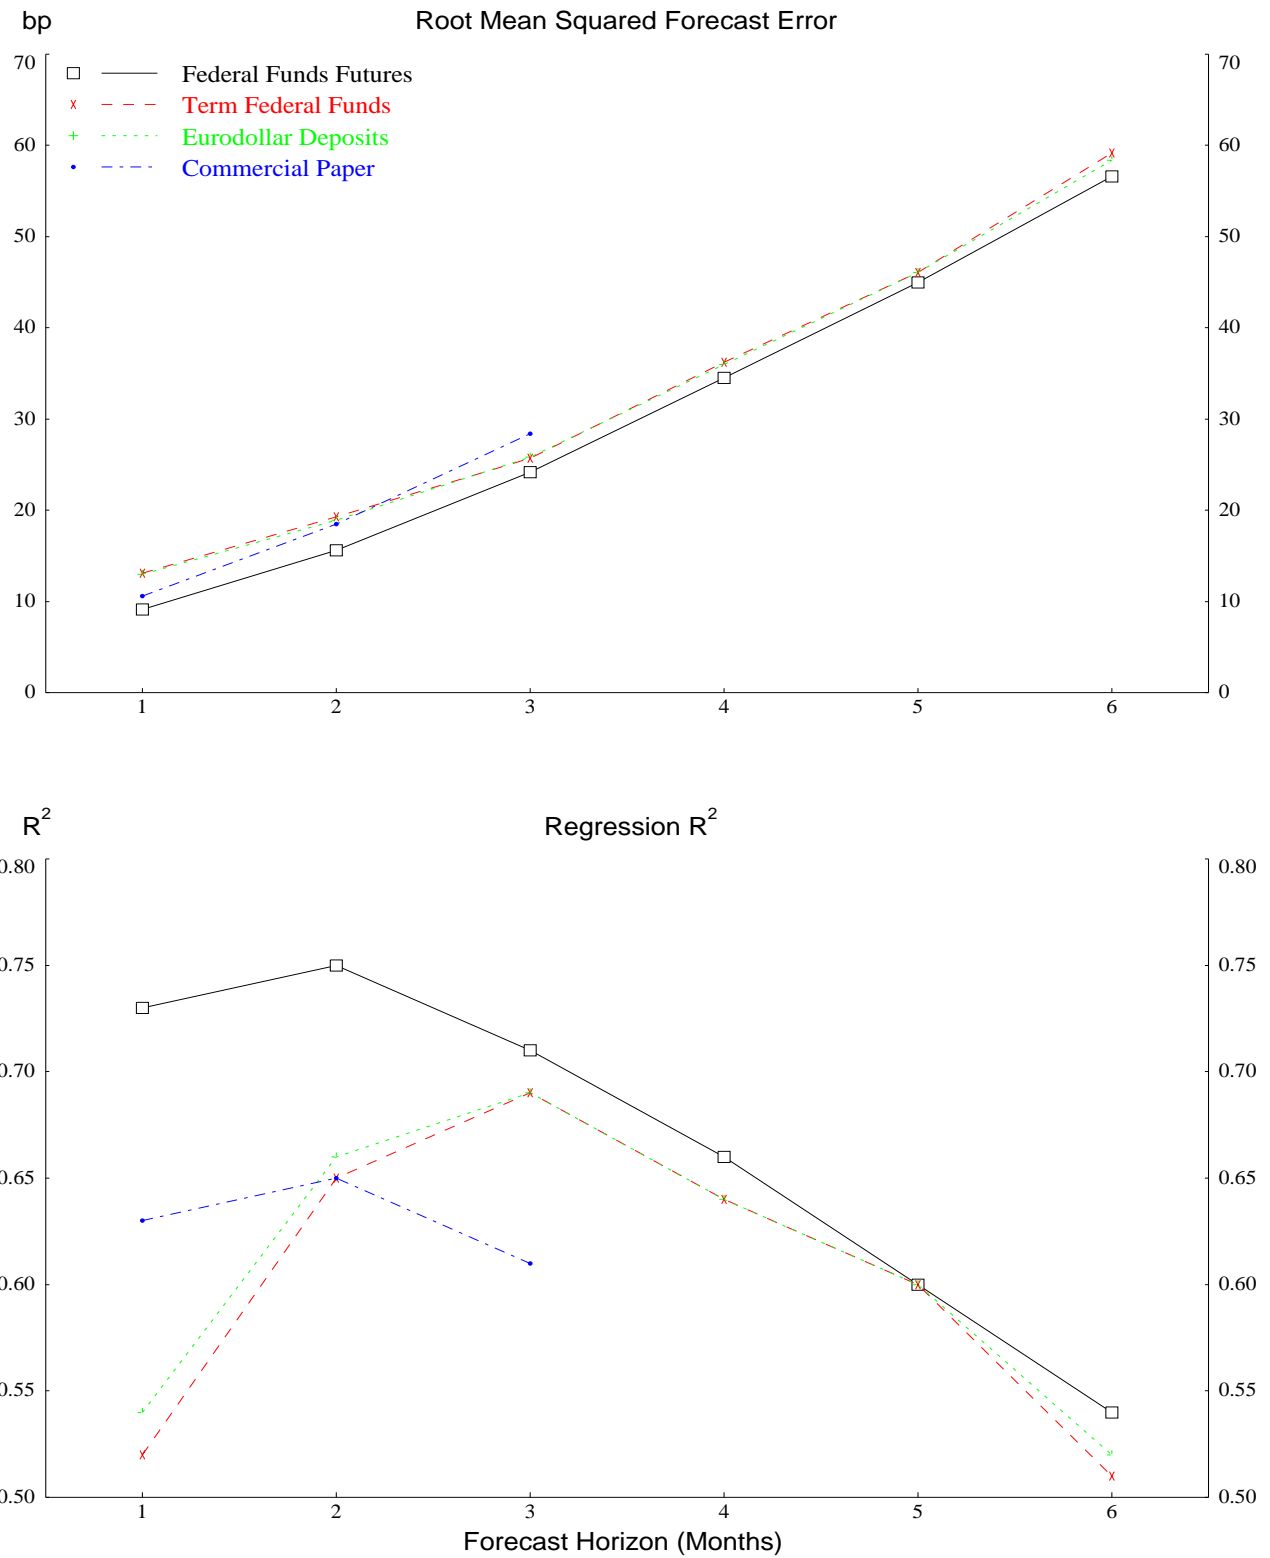 bp Root Mean Squared Forecast Error
70 70
Federal Funds Futures
Term Federal Funds
Eurodollar Deposits
Commercial Paper
60 60
50 50
40 40
30 30
20 20
10 10
0 0
1 2 3 4 5 6
R² Regression R²
0.80 0.80
0.75 0.75
0.70 0.70
0.65 0.65
0.60 0.60
0.55 0.55
0.50 0.50
1 2 3 4 5 6
Forecast Horizon (Months)